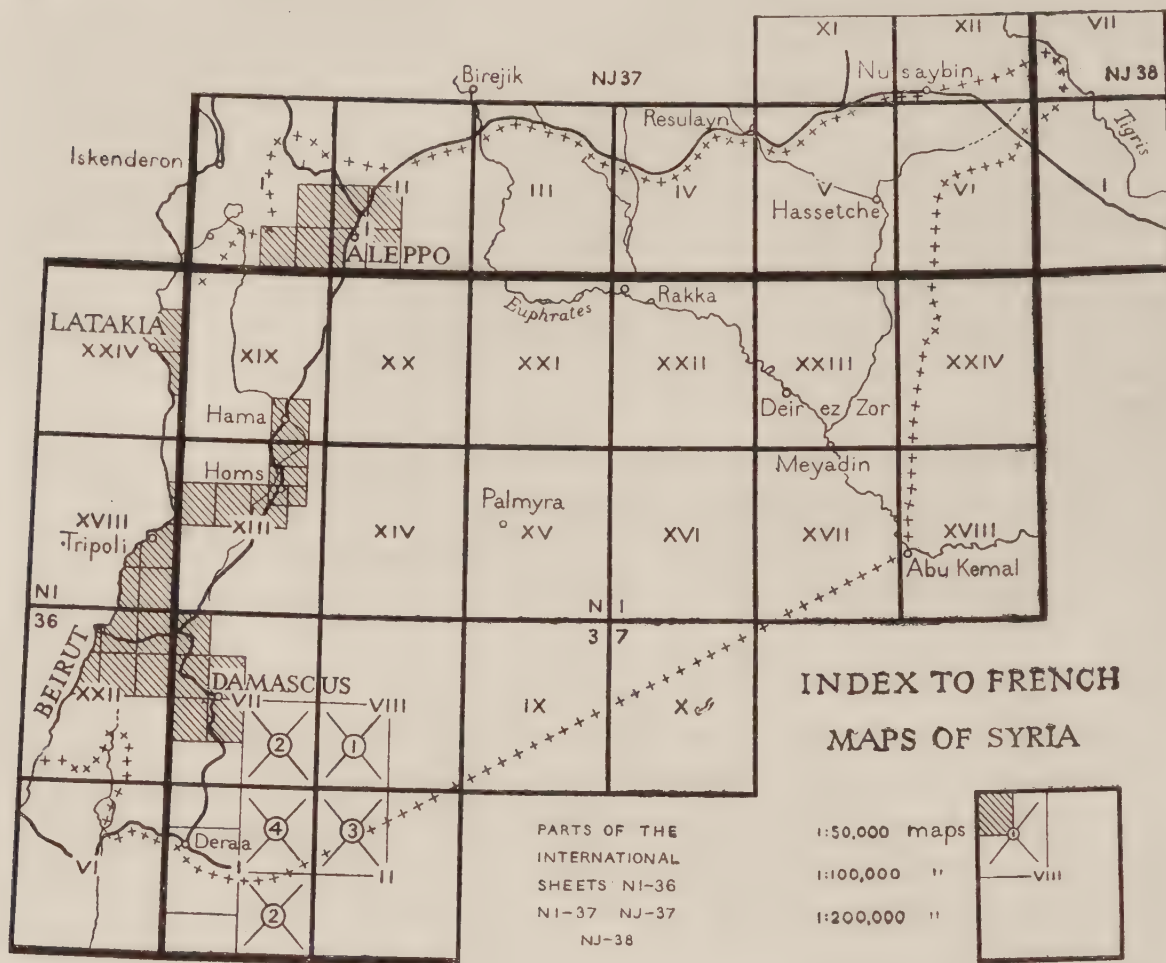 XI
XII
VII
Birejik
NJ37
Nusaybin
NJ38
Resulayn
Tigris
Iskenderon
I
II
III
IV
V
VI
I
Hassetche
ALEPPO
Euphrates
Rakka
LATAKIA
XXIV
XIX
XX
XXI
XXII
XXIII
XXIV
Deir ez Zor
Hama
Meyadin
Homs
Palmyra
XVIII
XIII
XIV
XV
XVI
XVII
XVIII
Tripoli
Abu Kemal
NI
36
NI
37
BEIRUT
XXII
DAMASCUS
VII
VIII
IX
X
2
1
INDEX TO FRENCH
MAPS OF SYRIA
4
3
Deraa
VI
I
II
2
PARTS OF THE
INTERNATIONAL
SHEETS NI-36
NI-37 NJ-37
NJ-38
1:50,000 maps
1:100,000 "
1:200,000 "
1
VIII